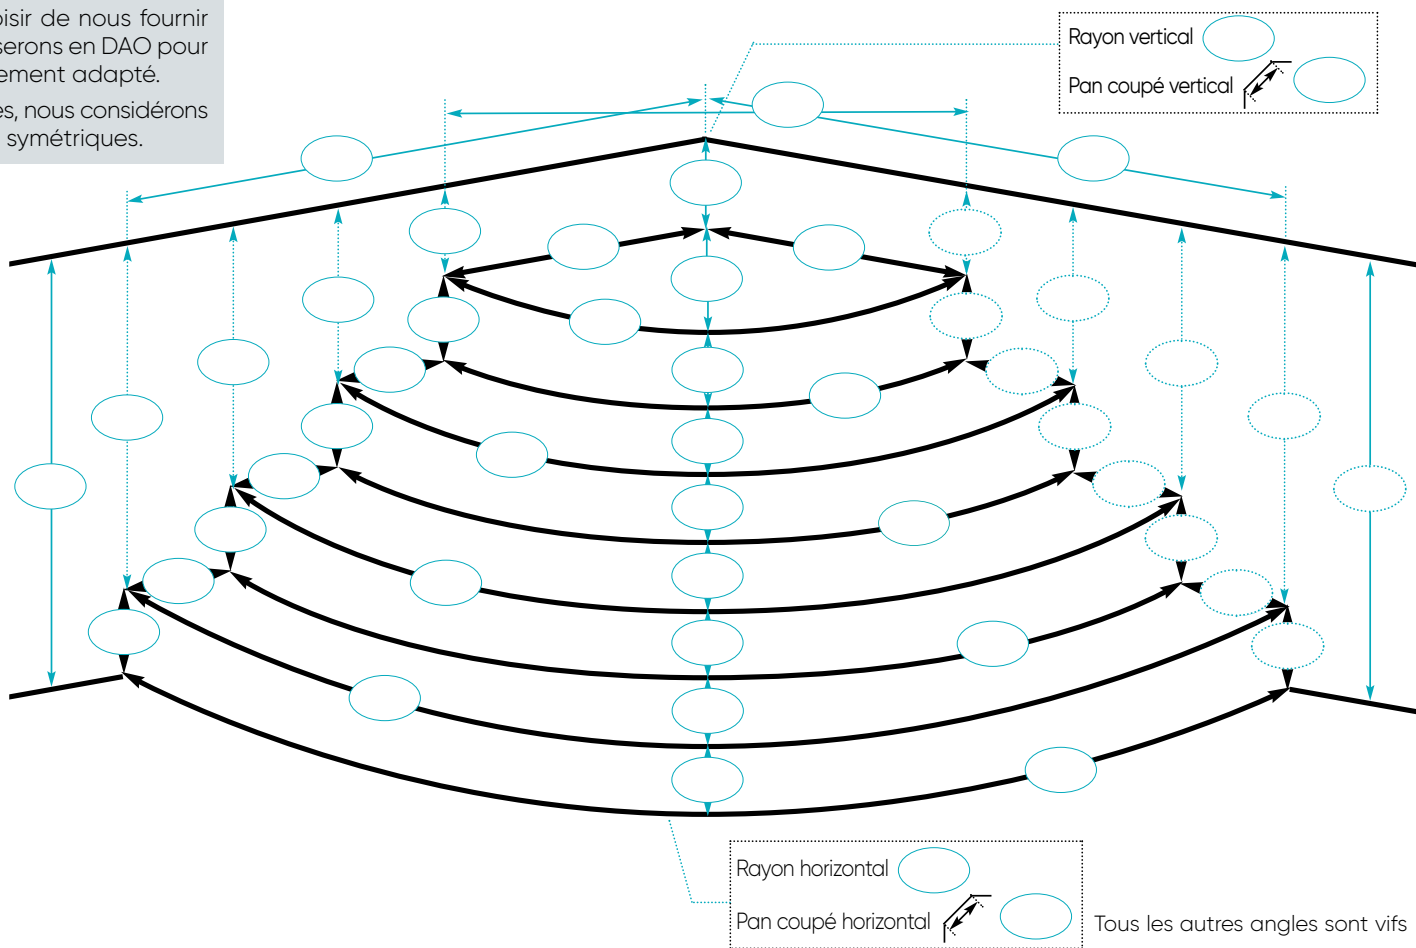 oisir de nous fournir
serons en DAO pour
ement adapté.
es, nous considérons
symétriques.
Rayon vertical
Pan coupé vertical
Rayon horizontal
Pan coupé horizontal
Tous les autres angles sont vifs